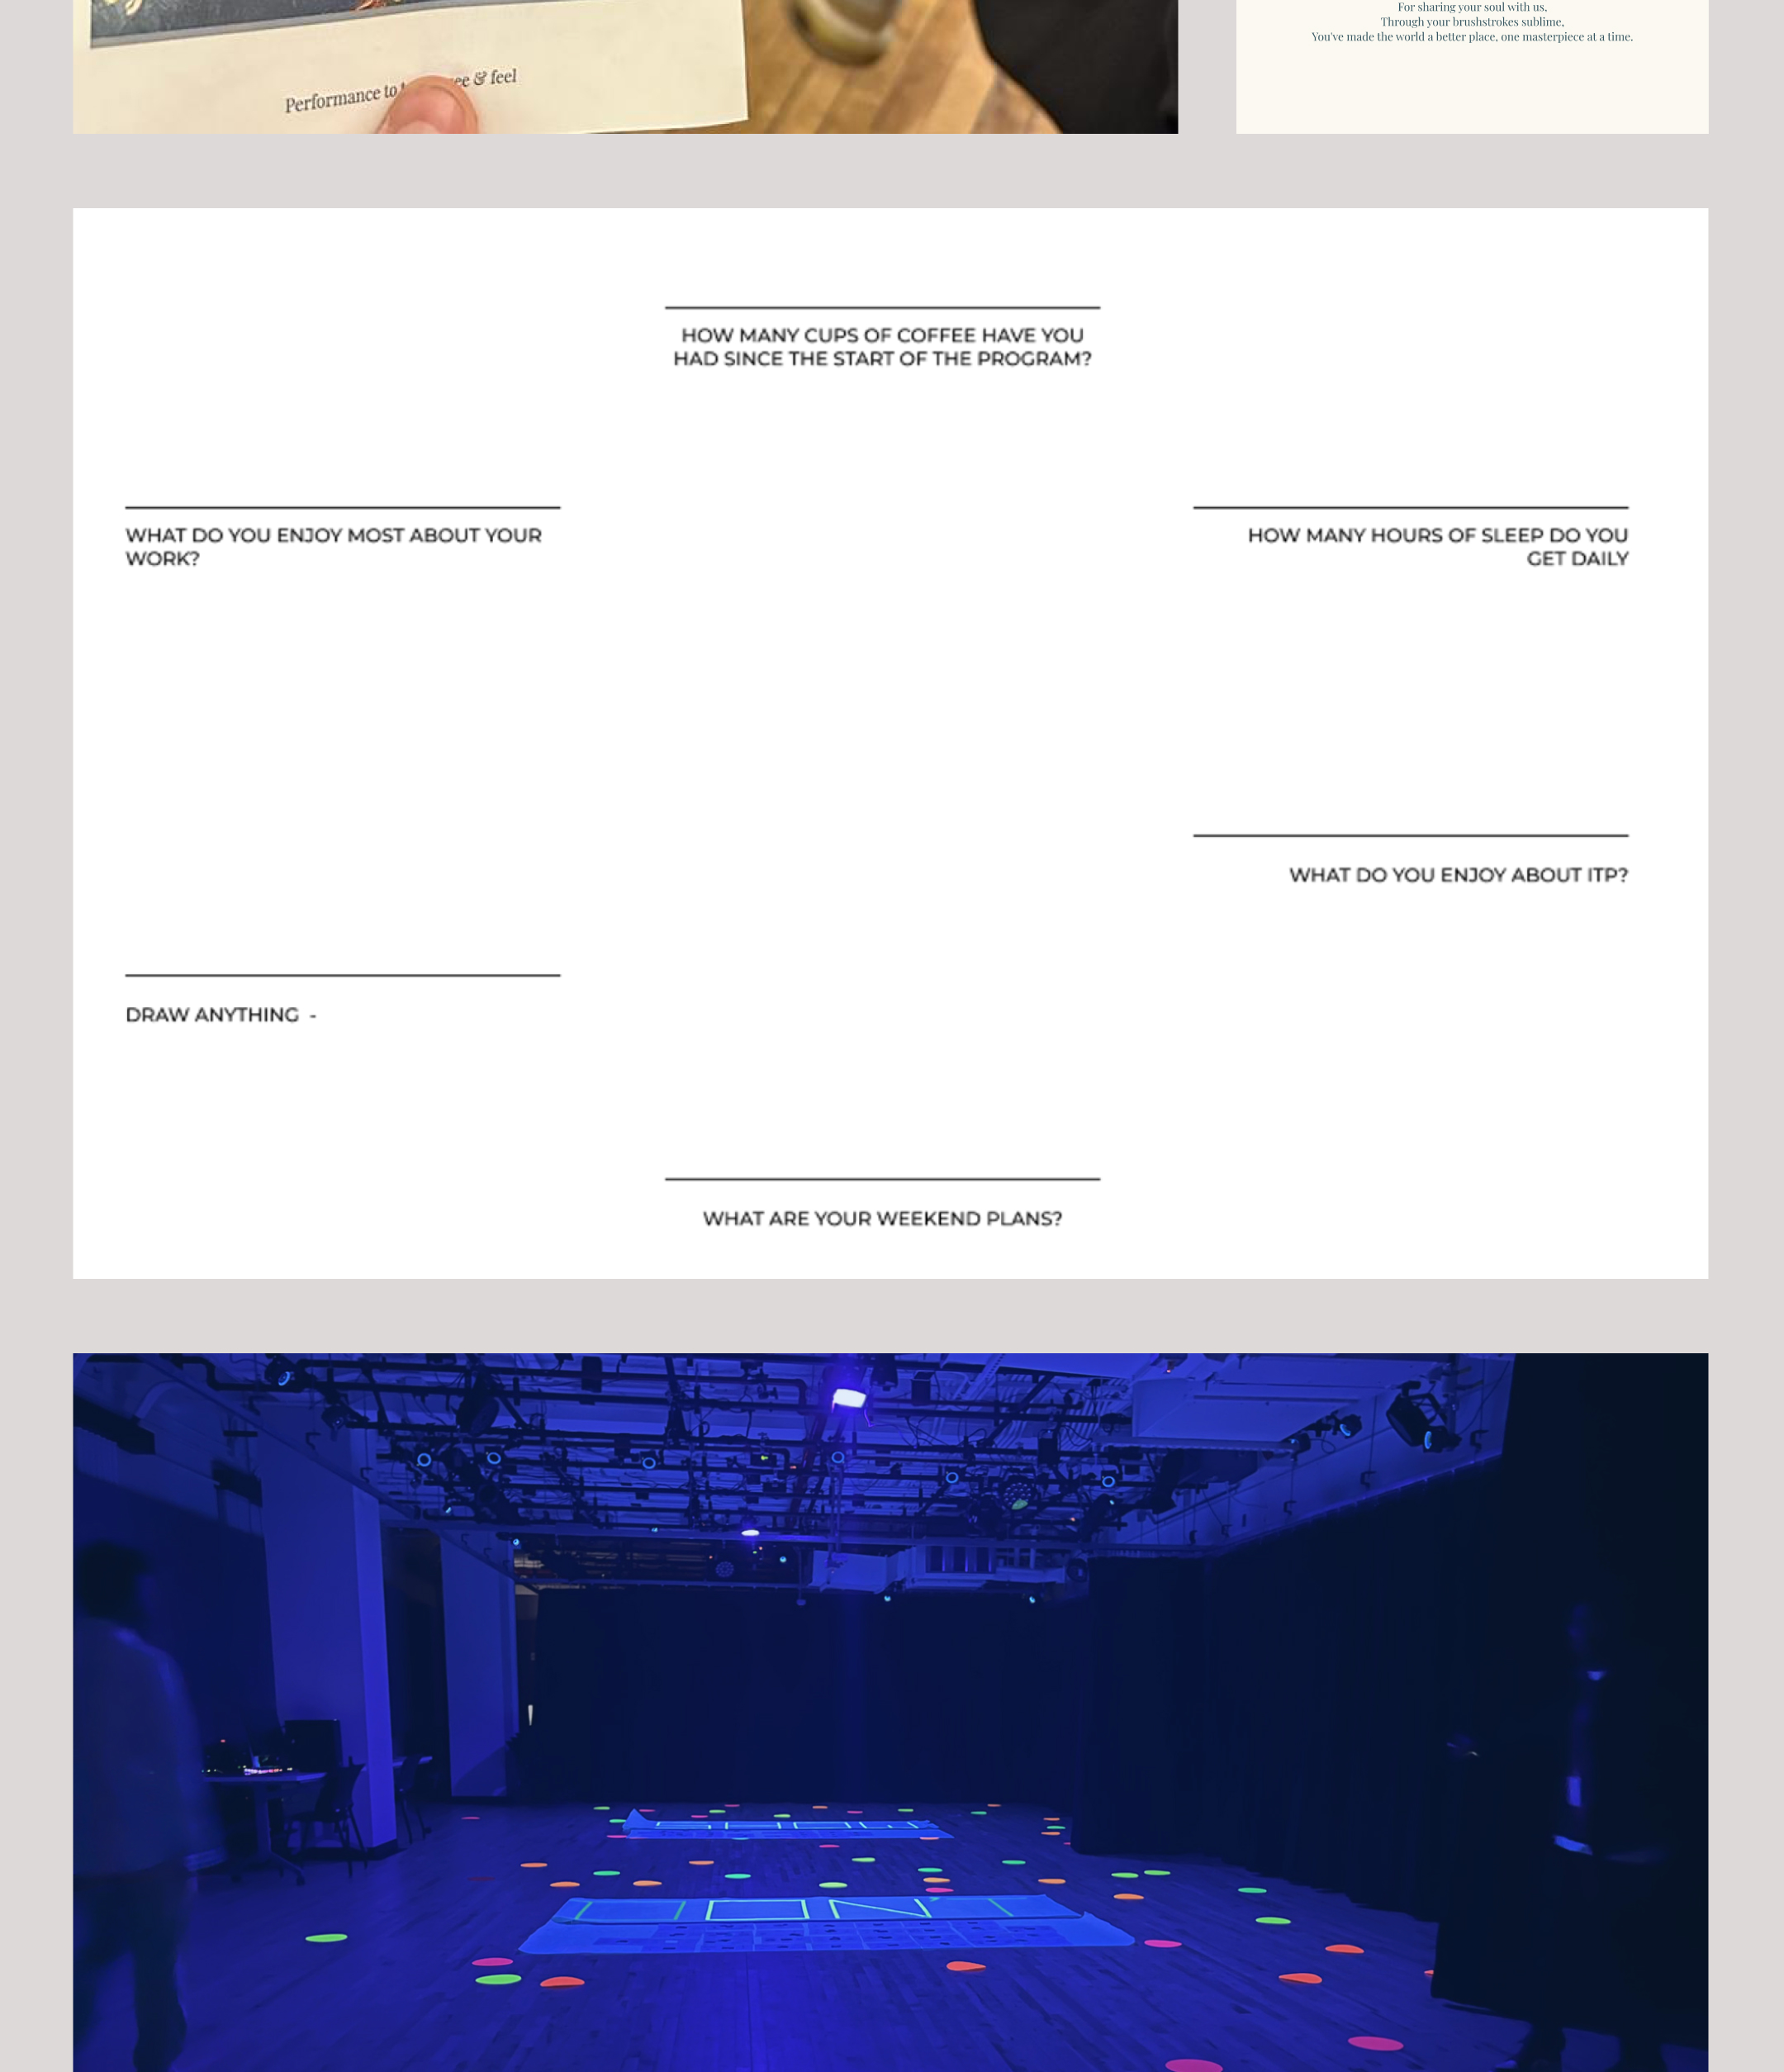 For sharing your soul with us,
Through your brushstrokes sublime,
You've made the world a better place, one masterpiece at a time.
Performance to & feel
HOW MANY CUPS OF COFFEE HAVE YOU
HAD SINCE THE START OF THE PROGRAM?
WHAT DO YOU ENJOY MOST ABOUT YOUR
WORK?
HOW MANY HOURS OF SLEEP DO YOU
GET DAILY
WHAT DO YOU ENJOY ABOUT ITP?
DRAW ANYTHING -
WHAT ARE YOUR WEEKEND PLANS?